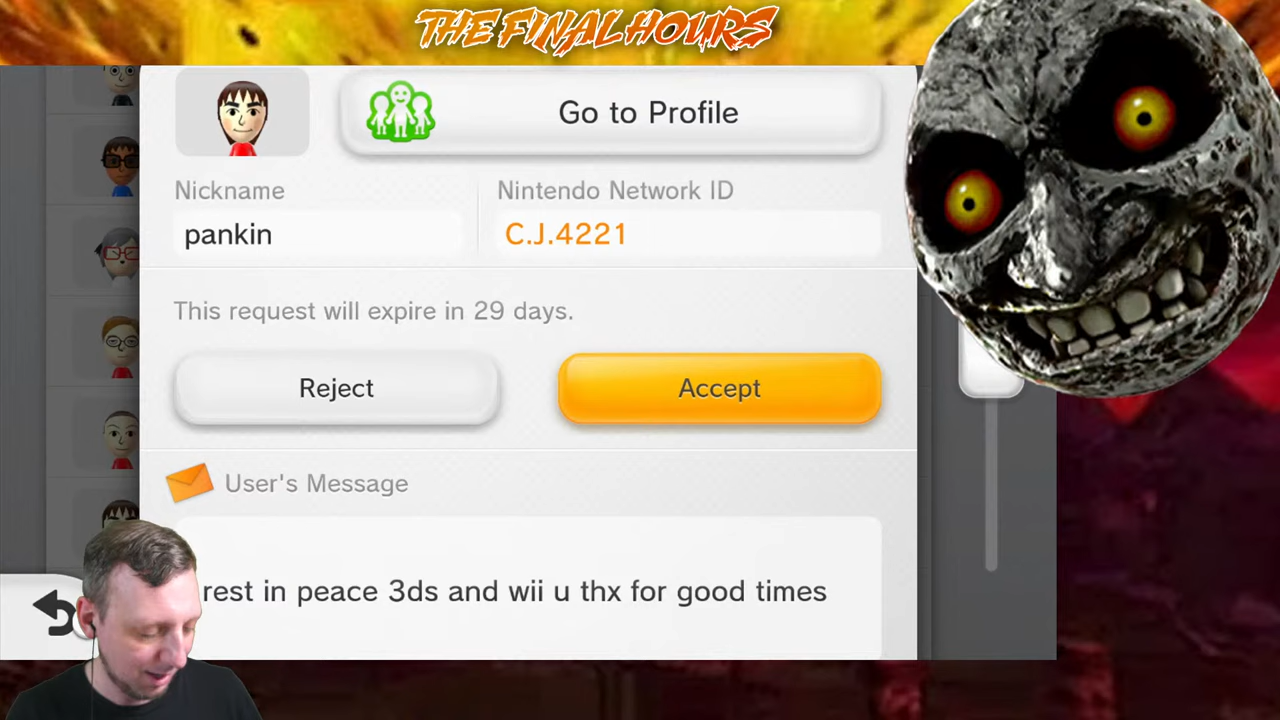 THE FINAL HOURS
Go to Profile
Nickname
Nintendo Network ID
pankin
C.J.4221
This request will expire in 29 days.
Reject
Accept
User's Message
rest in peace 3ds and wii u thx for good times